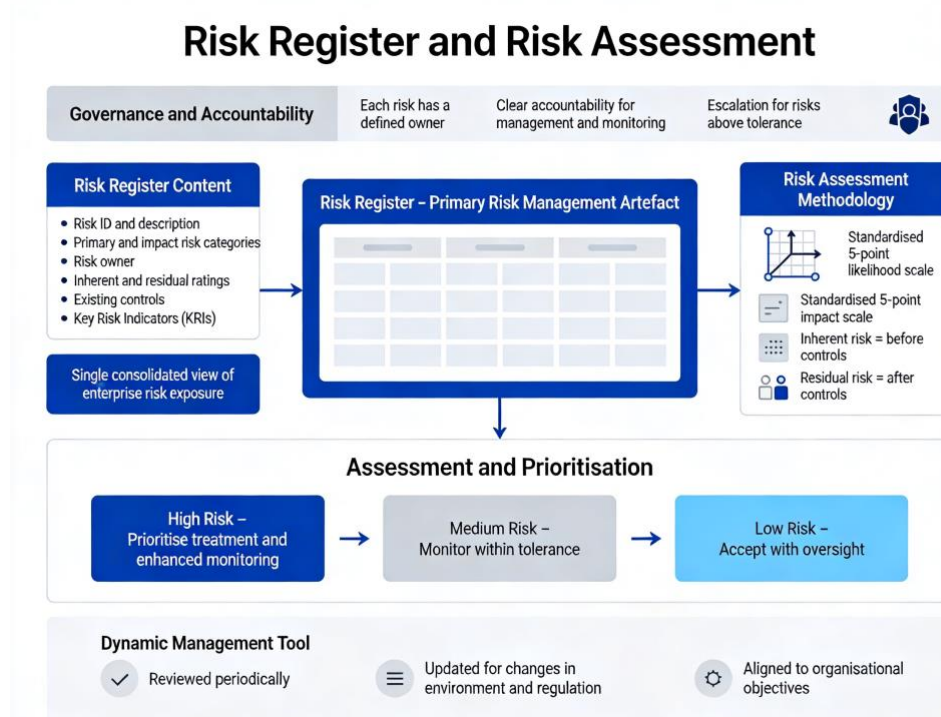 Risk Register and Risk Assessment
Governance and Accountability
Each risk has a
defined owner
Clear accountability for
management and monitoring
Escalation for risks
above tolerance
Risk Register Content
• Risk ID and description
• Primary and impact risk categories
• Risk owner
• Inherent and residual ratings
• Existing controls
• Key Risk Indicators (KRIs)
Single consolidated view of
enterprise risk exposure
Risk Register – Primary Risk Management Artefact
Risk Assessment
Methodology
Standardised
5-point
likelihood scale
Standardised 5-point
impact scale
Inherent risk = before
controls
Residual risk = after
controls
Assessment and Prioritisation
High Risk –
Prioritise treatment and
enhanced monitoring
Medium Risk –
Monitor within tolerance
Low Risk –
Accept with oversight
Dynamic Management Tool
Reviewed periodically
Updated for changes in
environment and regulation
Aligned to organisational
objectives